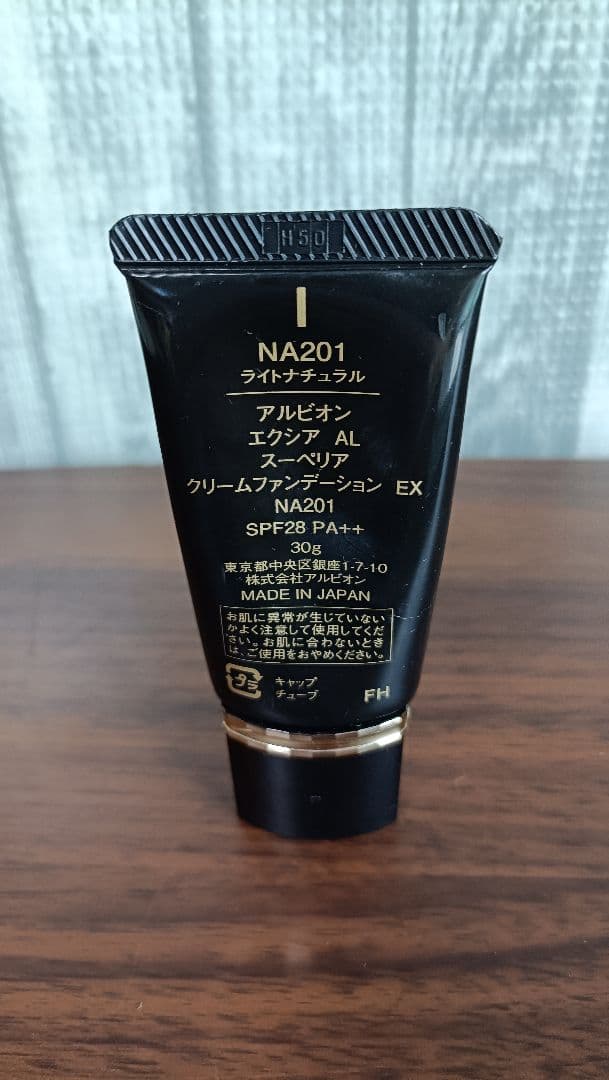 H50
NA201
ライトナチュラル
アルビオン
エクシア AL
スーペリア
クリームファンデーション EX
NA201
SPF28 PA++
30g
東京都中央区銀座1-7-10
株式会社アルビオン
MADE IN JAPAN
お肌に異常が生じていない
かよく注意して使用してくだ
さい。お肌に合わないとき
は、ご使用をおやめください。
プラ
キャップ
チューブ
FH